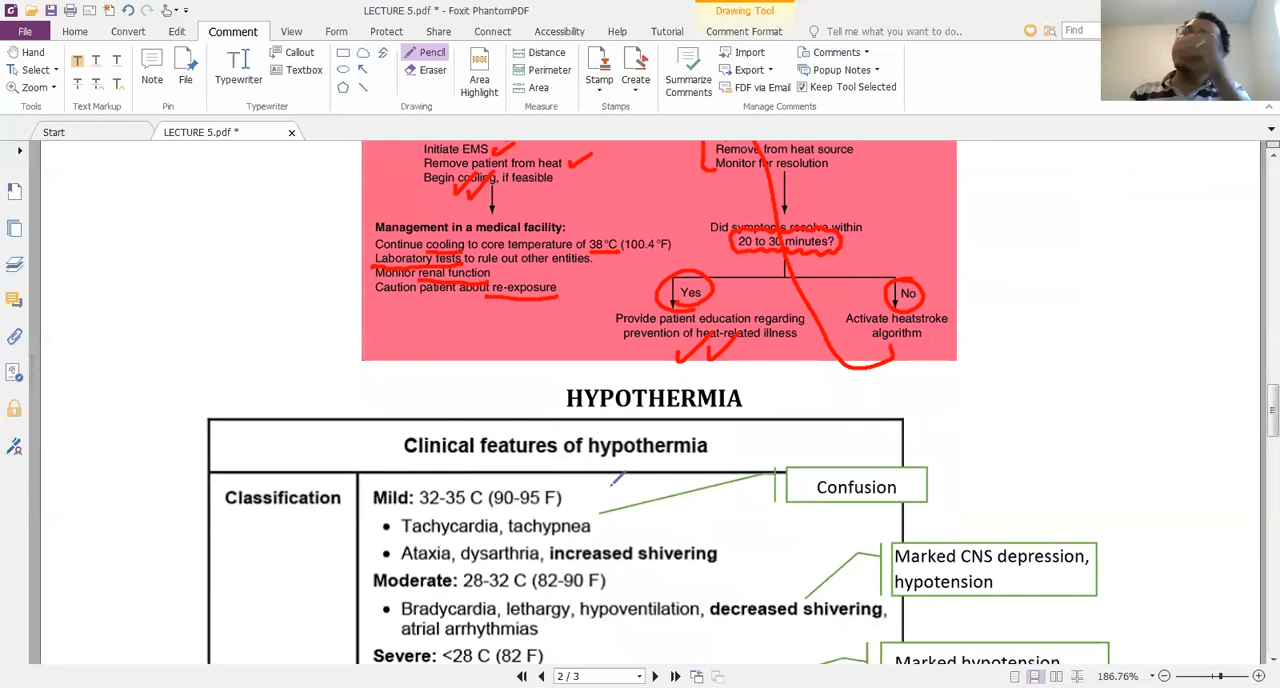 LECTURE 5.pdf * - Foxit PhantomPDF
Drawing Tool
File Home Convert Edit Comment View Form Protect Share Connect Accessibility Help Tutorial Comment Format Tell me what you want to do.. Find
Hand
Select
Zoom
Tools
T T T
T T T
Text Markup
Note
File
Pin
Typewriter
Callout
Textbox
Typewriter
Pencil
Eraser
Drawing
Area Highlight
Distance
Perimeter
Area
Measure
Stamp
Create
Stamps
Summarize Comments
Import
Export
FDF via Email
Comments
Popup Notes
Keep Tool Selected
Manage Comments
Start
LECTURE 5.pdf *
Initiate EMS
Remove patient from heat
Begin cooling, if feasible
Management in a medical facility:
Continue cooling to core temperature of 38°C (100.4°F)
Laboratory tests to rule out other entities.
Monitor renal function
Caution patient about re-exposure
Remove from heat source
Monitor for resolution
Did symptoms resolve within
20 to 30 minutes?
Yes
No
Provide patient education regarding
prevention of heat-related illness
Activate heatstroke
algorithm
HYPOTHERMIA
Clinical features of hypothermia
Classification
Mild: 32-35 C (90-95 F)
• Tachycardia, tachypnea
• Ataxia, dysarthria, increased shivering
Moderate: 28-32 C (82-90 F)
• Bradycardia, lethargy, hypoventilation, decreased shivering,
atrial arrhythmias
Severe: <28 C (82 F)
Confusion
Marked CNS depression,
hypotension
Marked hypotension
2 / 3
186.76%